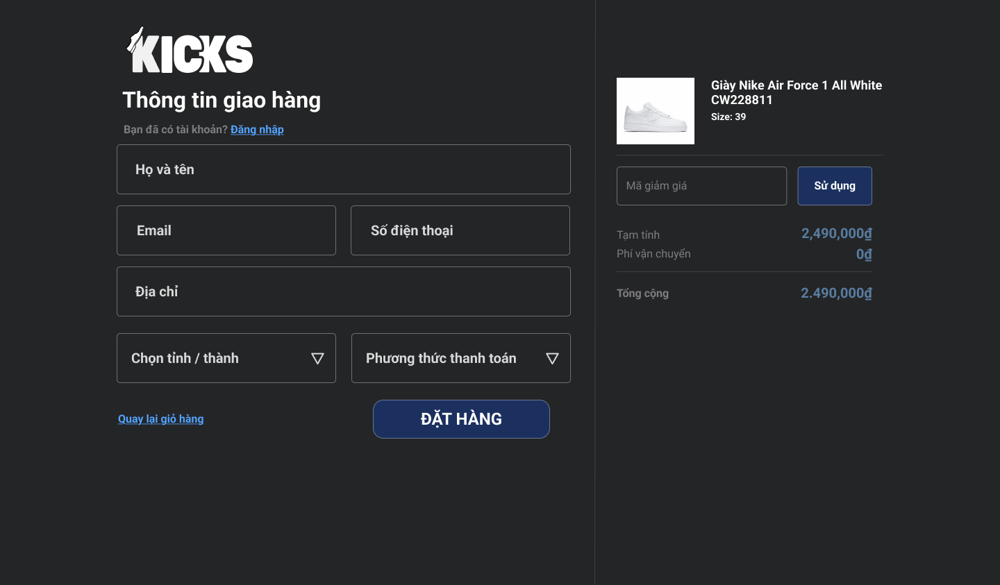 KICKS
Thông tin giao hàng
Bạn đã có tài khoản? Đăng nhập
Họ và tên
Email
Số điện thoại
Địa chỉ
Chọn tỉnh / thành
Phương thức thanh toán
Quay lại giỏ hàng
ĐẶT HÀNG
Giày Nike Air Force 1 All White
CW228811
Size: 39
Mã giảm giá
Sử dụng
Tạm tính
2,490,000₫
Phí vận chuyển
0₫
Tổng cộng
2.490,000₫